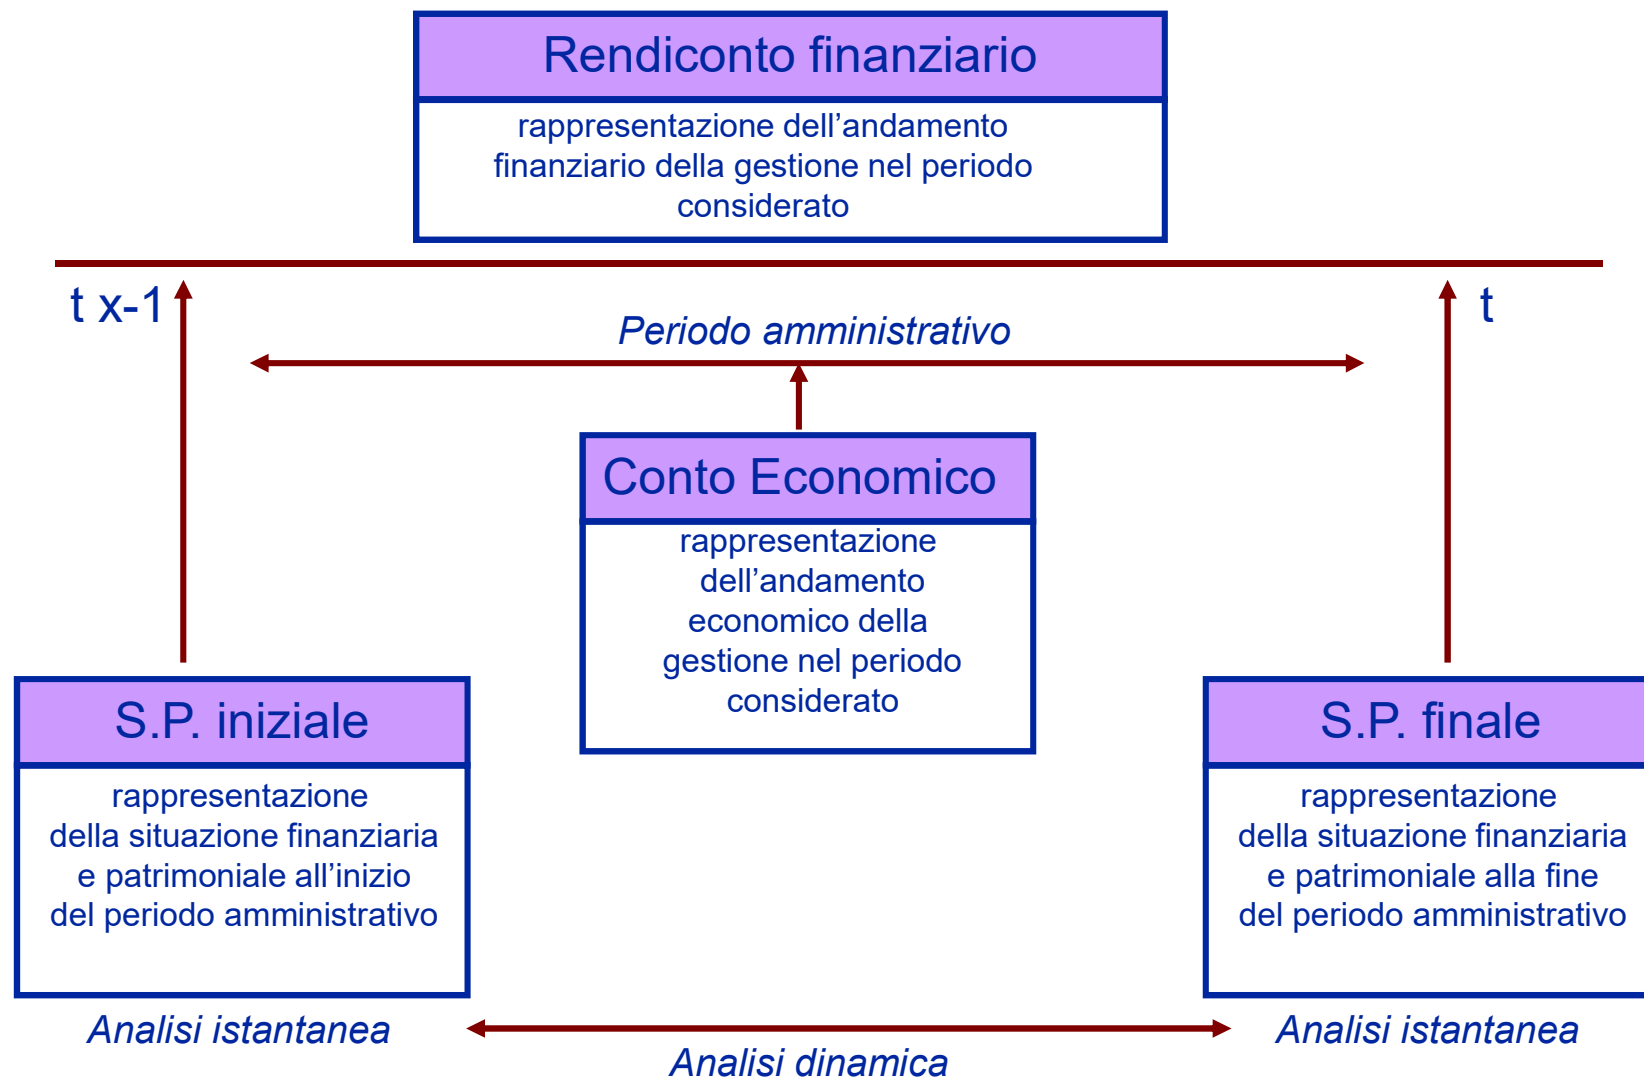 Rendiconto finanziario
rappresentazione dell’andamento
finanziario della gestione nel periodo
considerato
t x-1
t
Periodo amministrativo
Conto Economico
rappresentazione
dell’andamento
economico della
gestione nel periodo
considerato
S.P. iniziale
rappresentazione
della situazione finanziaria
e patrimoniale all’inizio
del periodo amministrativo
S.P. finale
rappresentazione
della situazione finanziaria
e patrimoniale alla fine
del periodo amministrativo
Analisi istantanea
Analisi dinamica
Analisi istantanea